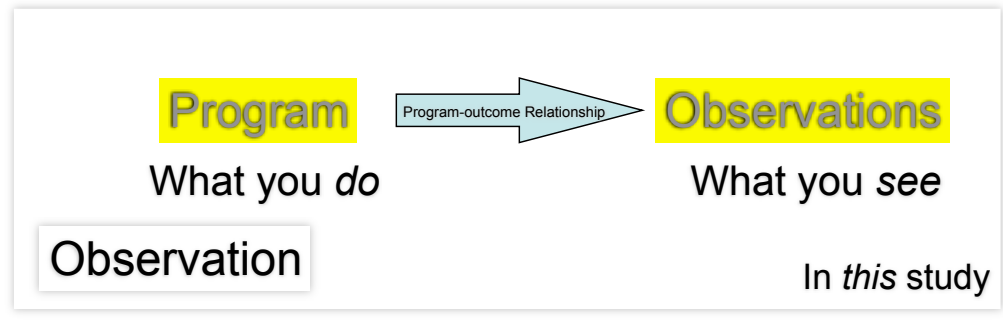 Program
Program-outcome Relationship
Observations
What you do
What you see
Observation
In this study